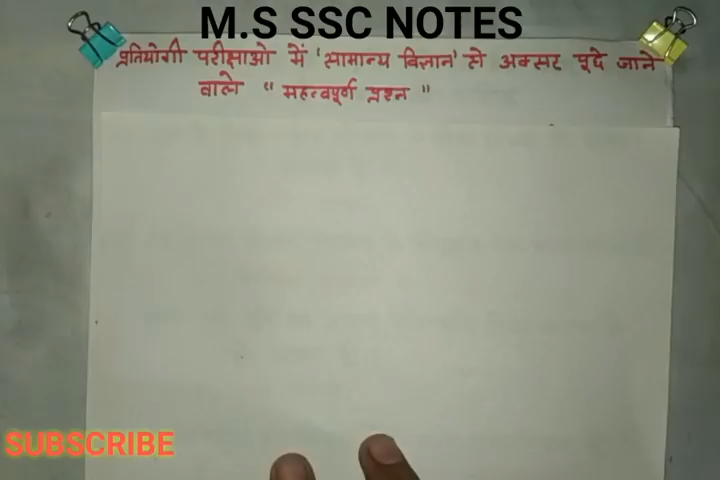 M.S SSC NOTES
प्रतियोगी परीक्षाओ में 'सामान्य विज्ञान' से अक्सर पूछे जाने
वाले " महत्वपूर्ण प्रश्न "
SUBSCRIBE